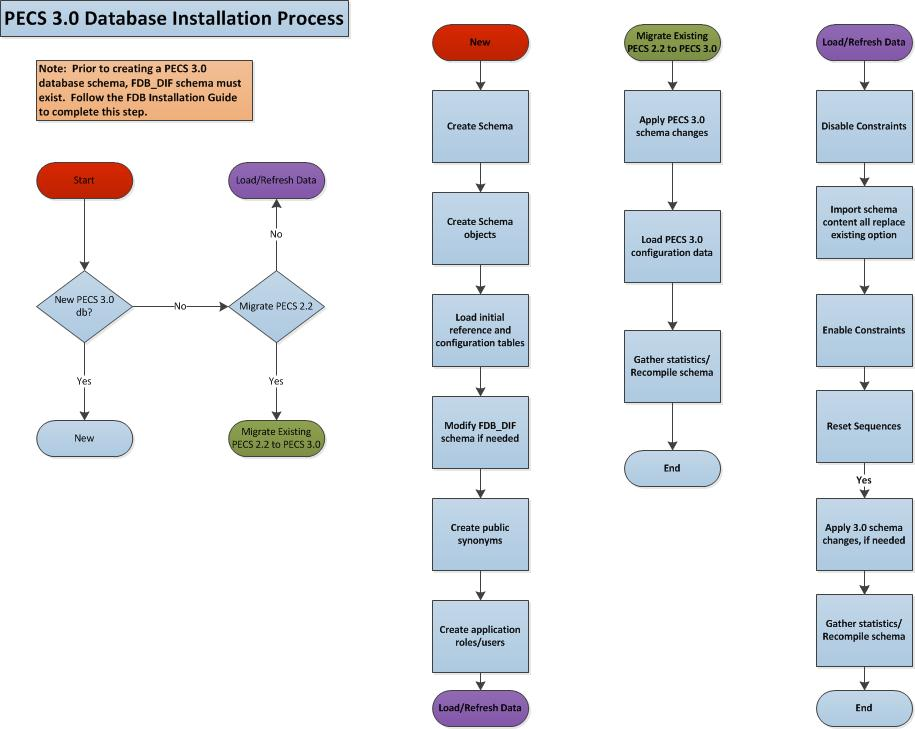 PECS 3.0 Database Installation Process
Note:  Prior to creating a PECS 3.0
database schema, FDB_DIF schema must
exist.  Follow the FDB Installation Guide
to complete this step.
Start
Load/Refresh Data
No
New PECS 3.0
db?
No
Migrate PECS 2.2
Yes
Yes
New
Migrate Existing
PECS 2.2 to PECS 3.0
New
Create Schema
Create Schema
objects
Load initial
reference and
configuration tables
Modify FDB_DIF
schema if needed
Create public
synonyms
Create application
roles/users
Load/Refresh Data
Migrate Existing
PECS 2.2 to PECS 3.0
Apply PECS 3.0
schema changes
Load PECS 3.0
configuration data
Gather statistics/
Recompile schema
End
Load/Refresh Data
Disable Constraints
Import schema
content all replace
existing option
Enable Constraints
Reset Sequences
Yes
Apply 3.0 schema
changes, if needed
Gather statistics/
Recompile schema
End